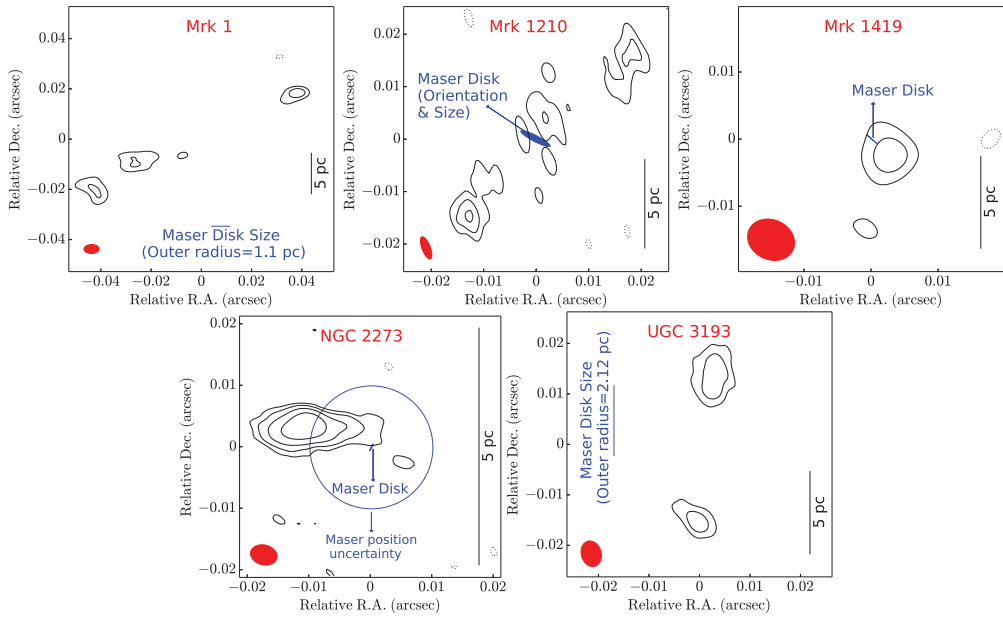 Mrk 1
Relative Dec. (arcsec)
0.04
0.02
0
−0.02
−0.04
5 pc
Maser Disk Size
(Outer radius=1.1 pc)
−0.04
−0.02
0
0.02
0.04
Relative R.A. (arcsec)
Mrk 1210
Relative Dec. (arcsec)
0.02
0.01
0
−0.01
−0.02
Maser Disk
(Orientation
& Size)
5 pc
−0.02
−0.01
0
0.01
0.02
Relative R.A. (arcsec)
Mrk 1419
Relative Dec. (arcsec)
0.01
0
−0.01
Maser Disk
5 pc
−0.01
0
0.01
Relative R.A. (arcsec)
NGC 2273
Relative Dec. (arcsec)
0.02
0.01
0
−0.01
−0.02
5 pc
Maser Disk
Maser position
uncertainty
−0.02
−0.01
0
0.01
0.02
Relative R.A. (arcsec)
UGC 3193
Relative Dec. (arcsec)
0.02
0.01
0
−0.01
−0.02
Maser Disk Size
(Outer radius=2.12 pc)
5 pc
−0.02
−0.01
0
0.01
0.02
Relative R.A. (arcsec)